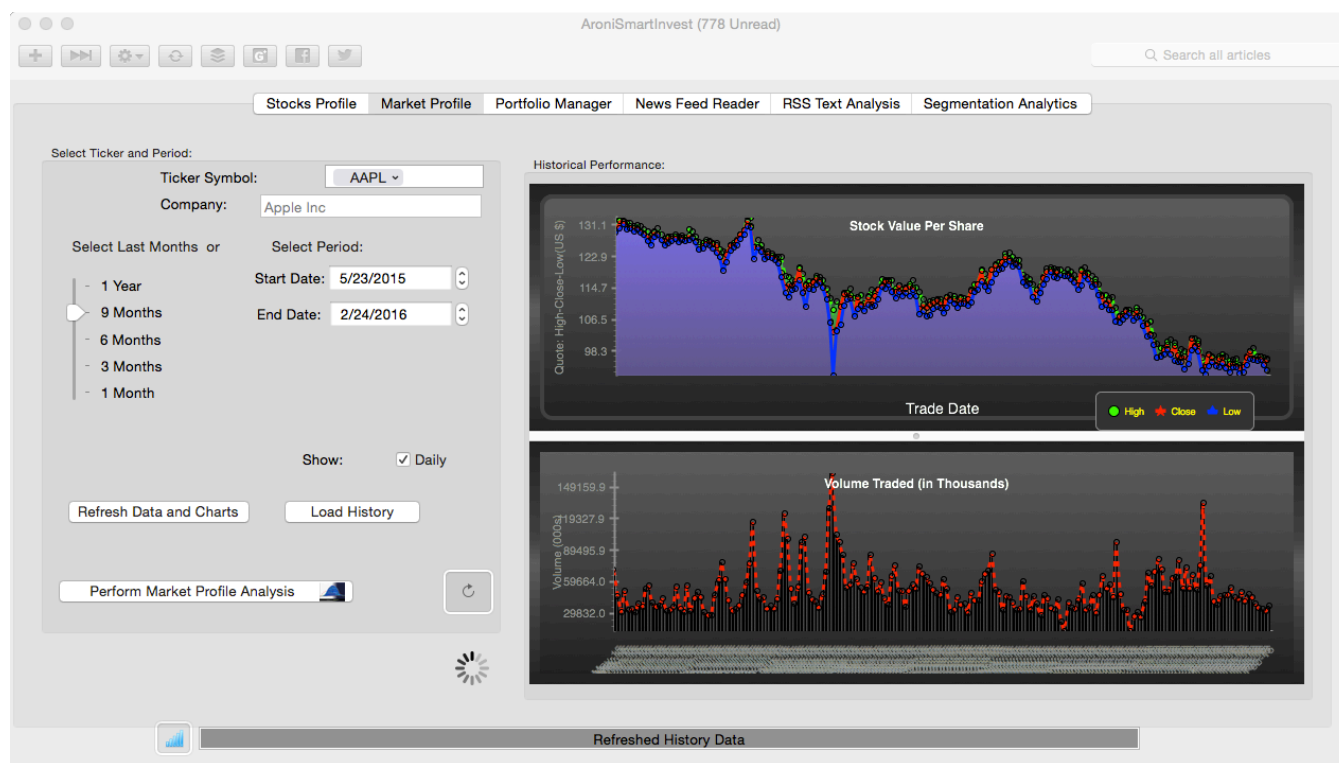 AroniSmartInvest (778 Unread)
Search all articles
Stocks Profile Market Profile Portfolio Manager News Feed Reader RSS Text Analysis Segmentation Analytics
Select Ticker and Period:
Ticker Symbol: AAPL
Company: Apple Inc
Select Last Months or Select Period:
1 Year
9 Months
6 Months
3 Months
1 Month
Start Date: 5/23/2015
End Date: 2/24/2016
Show: Daily
Refresh Data and Charts Load History
Perform Market Profile Analysis
Historical Performance:
Stock Value Per Share
Quote: High-Close-Low(US $)
131.1
122.9
114.7
106.5
98.3
Trade Date
High Close Low
Volume Traded (in Thousands)
Volume (000s)
149159.9
119327.9
89495.9
59664.0
29832.0
Refreshed History Data